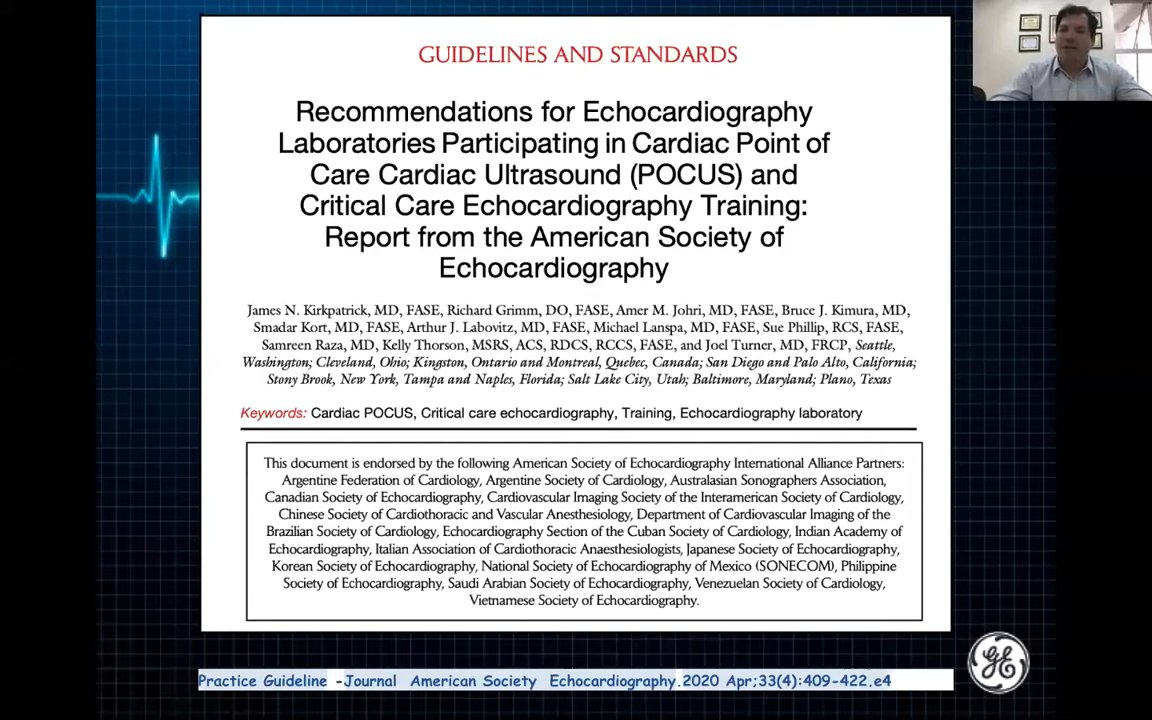 GUIDELINES AND STANDARDS
Recommendations for Echocardiography
Laboratories Participating in Cardiac Point of
Care Cardiac Ultrasound (POCUS) and
Critical Care Echocardiography Training:
Report from the American Society of
Echocardiography
James N. Kirkpatrick, MD, FASE, Richard Grimm, DO, FASE, Amer M. Johri, MD, FASE, Bruce J. Kimura, MD,
Smadar Kort, MD, FASE, Arthur J. Labovitz, MD, FASE, Michael Lanspa, MD, FASE, Sue Phillip, RCS, FASE,
Samreen Raza, MD, Kelly Thorson, MSRS, ACS, RDCS, RCCS, FASE, and Joel Turner, MD, FRCP, Seattle,
Washington; Cleveland, Ohio; Kingston, Ontario and Montreal, Quebec, Canada; San Diego and Palo Alto, California;
Stony Brook, New York, Tampa and Naples, Florida; Salt Lake City, Utah; Baltimore, Maryland; Plano, Texas
Keywords: Cardiac POCUS, Critical care echocardiography, Training, Echocardiography laboratory
This document is endorsed by the following American Society of Echocardiography International Alliance Partners:
Argentine Federation of Cardiology, Argentine Society of Cardiology, Australasian Sonographers Association,
Canadian Society of Echocardiography, Cardiovascular Imaging Society of the Interamerican Society of Cardiology,
Chinese Society of Cardiothoracic and Vascular Anesthesiology, Department of Cardiovascular Imaging of the
Brazilian Society of Cardiology, Echocardiography Section of the Cuban Society of Cardiology, Indian Academy of
Echocardiography, Italian Association of Cardiothoracic Anaesthesiologists, Japanese Society of Echocardiography,
Korean Society of Echocardiography, National Society of Echocardiography of Mexico (SONECOM), Philippine
Society of Echocardiography, Saudi Arabian Society of Echocardiography, Venezuelan Society of Cardiology,
Vietnamese Society of Echocardiography.
Practice Guideline -Journal American Society Echocardiography.2020 Apr;33(4):409-422.e4
GE